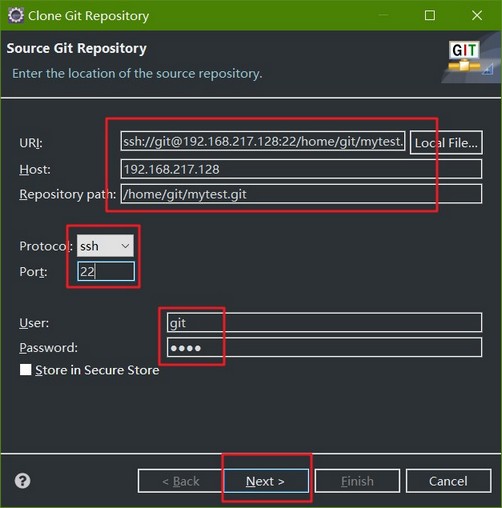 Clone Git Repository
Source Git Repository
Enter the location of the source repository.
GIT
URI: ssh://git@192.168.217.128:22/home/git/mytest. Local File...
Host: 192.168.217.128
Repository path: /home/git/mytest.git
Protocol: ssh
Port: 22
User: git
Password: ●●●●
Store in Secure Store
? < Back Next > Finish Cancel